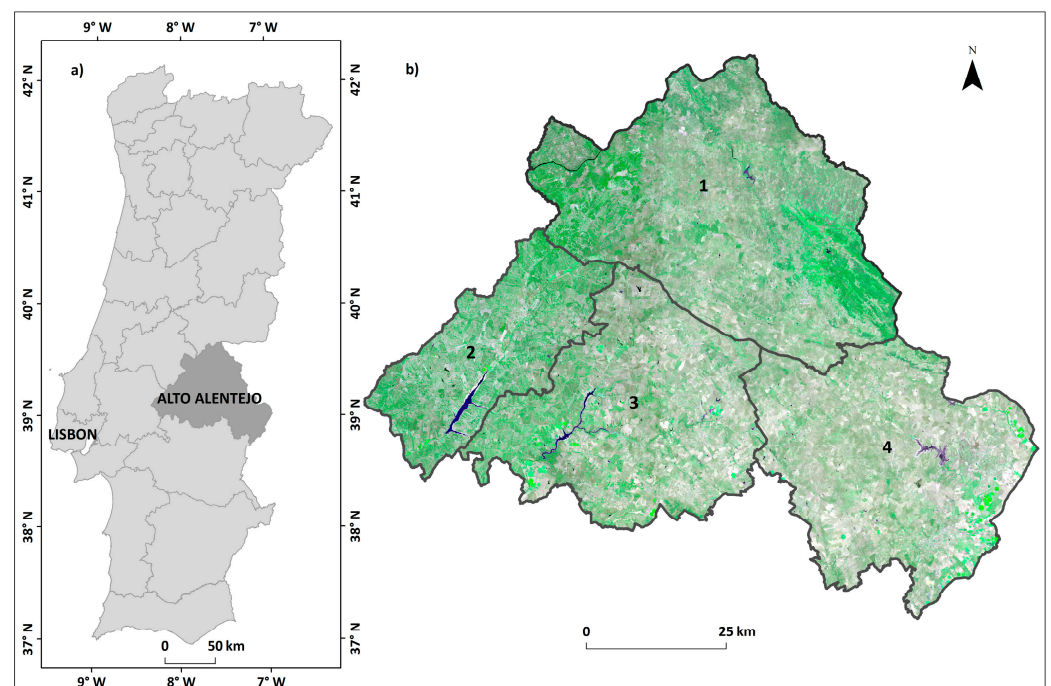 9° W 8° W 7° W
a)
b)
N
42° N
42° N
41° N
41° N
40° N
40° N
39° N
39° N
38° N
38° N
37° N
37° N
ALTO ALENTEJO
LISBON
1
2
3
4
0 50 km
0 25 km
9° W 8° W 7° W